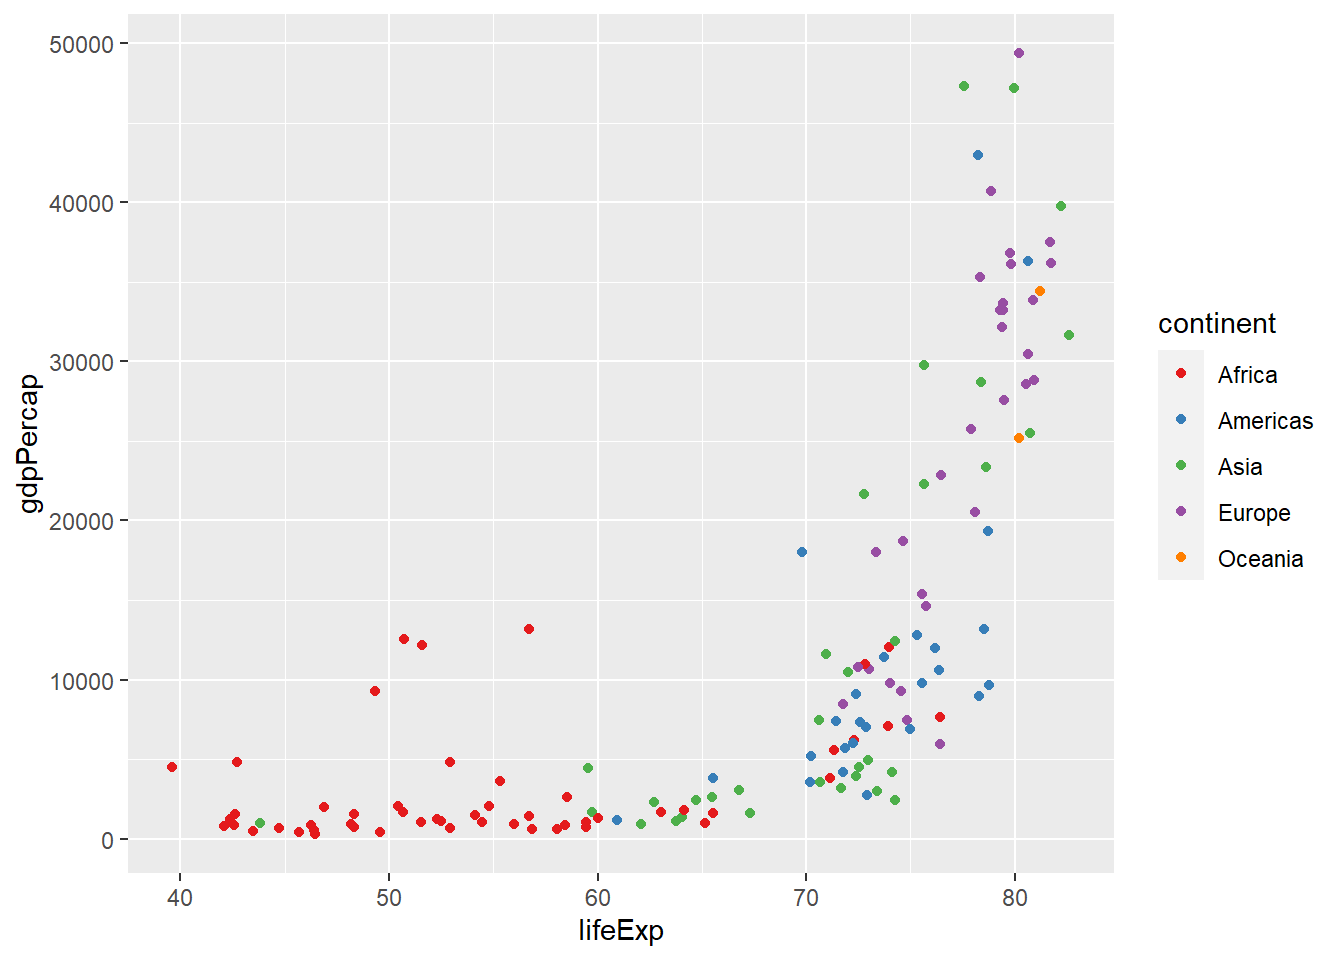 50000
40000
30000
20000
10000
0
gdpPercap
40 50 60 70 80
lifeExp
continent
Africa
Americas
Asia
Europe
Oceania